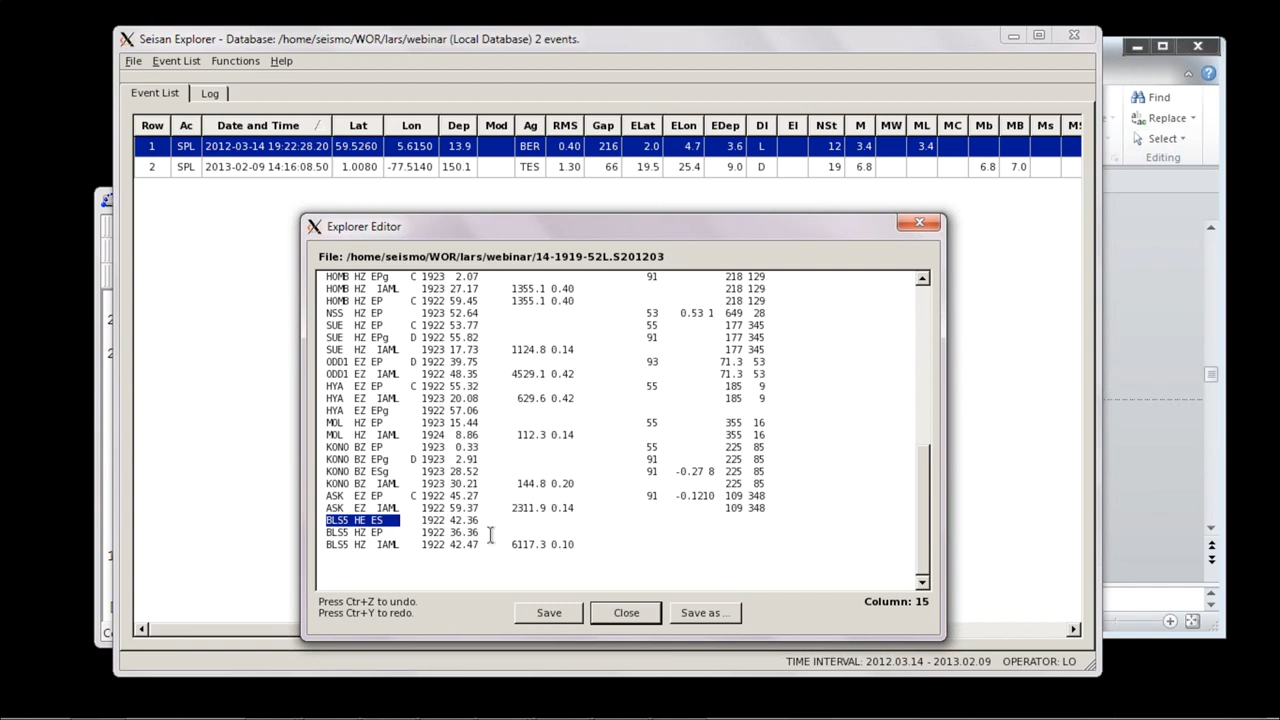 Seisan Explorer - Database: /home/seismo/WOR/lars/webinar (Local Database) 2 events.
File Event List Functions Help
Event List Log
Row Ac Date and Time / Lat Lon Dep Mod Ag RMS Gap ELat ELon EDep DI EI NSt M MW ML MC Mb MB Ms
1 SPL 2012-03-14 19:22:28.20 59.5260 5.6150 13.9 BER 0.40 216 2.0 4.7 3.6 L 12 3.4 3.4
2 SPL 2013-02-09 14:16:08.50 1.0080 -77.5140 150.1 TES 1.30 66 19.5 25.4 9.0 D 19 6.8 6.8 7.0
Find
Replace
Select
Editing
Explorer Editor
File: /home/seismo/WOR/lars/webinar/14-1919-52L.S201203
HOMB HZ EPg C 1923 2.07 91 218 129
HOMB HZ IAML 1923 27.17 1355.1 0.40 218 129
HOMB HZ EP C 1922 59.45 1355.1 0.40 218 129
NSS HZ EP 1923 52.64 53 0.53 1 649 28
SUE HZ EP C 1922 53.77 55 177 345
SUE HZ EPg D 1922 55.82 91 177 345
SUE HZ IAML 1923 17.73 1124.8 0.14 177 345
ODD1 EZ EP D 1922 39.75 93 71.3 53
ODD1 EZ IAML 1922 48.35 4529.1 0.42 71.3 53
HYA EZ EP C 1922 55.32 55 185 9
HYA EZ IAML 1923 20.08 629.6 0.42 185 9
HYA EZ EPg 1922 57.06
MOL HZ EP 1923 15.44 55 355 16
MOL HZ IAML 1924 8.86 112.3 0.14 355 16
KONO BZ EP 1923 0.33 55 225 85
KONO BZ EPg D 1923 2.91 91 225 85
KONO BZ ESg 1923 28.52 91 -0.27 8 225 85
KONO BZ IAML 1923 30.21 144.8 0.20 225 85
ASK EZ EP C 1922 45.27 91 -0.1210 109 348
ASK EZ IAML 1922 59.37 2311.9 0.14 109 348
BLS5 HE ES 1922 42.36
BLS5 HZ EP 1922 36.36
BLS5 HZ IAML 1922 42.47 6117.3 0.10
Press Ctr+Z to undo.
Press Ctr+Y to redo.
Save Close Save as ... Column: 15
TIME INTERVAL: 2012.03.14 - 2013.02.09 OPERATOR: LO